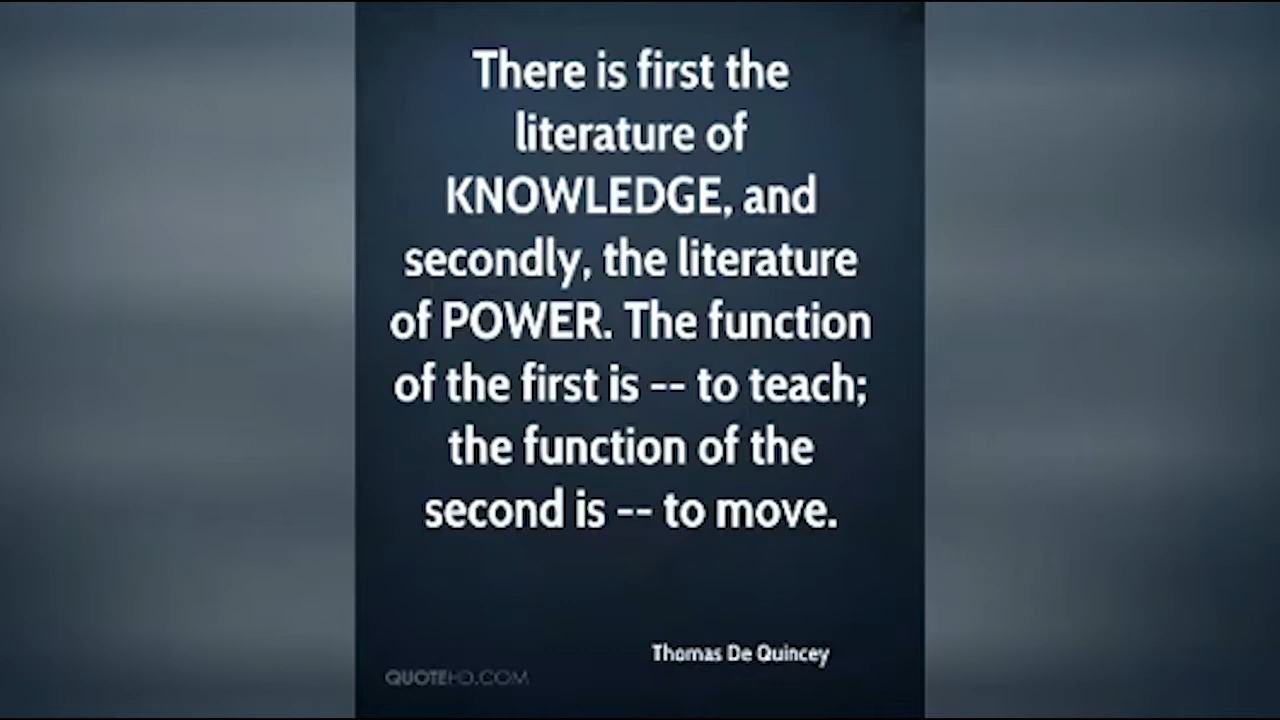 There is first the
literature of
KNOWLEDGE, and
secondly, the literature
of POWER. The function
of the first is -- to teach;
the function of the
second is -- to move.
Thomas De Quincey
QUOTEHD.COM